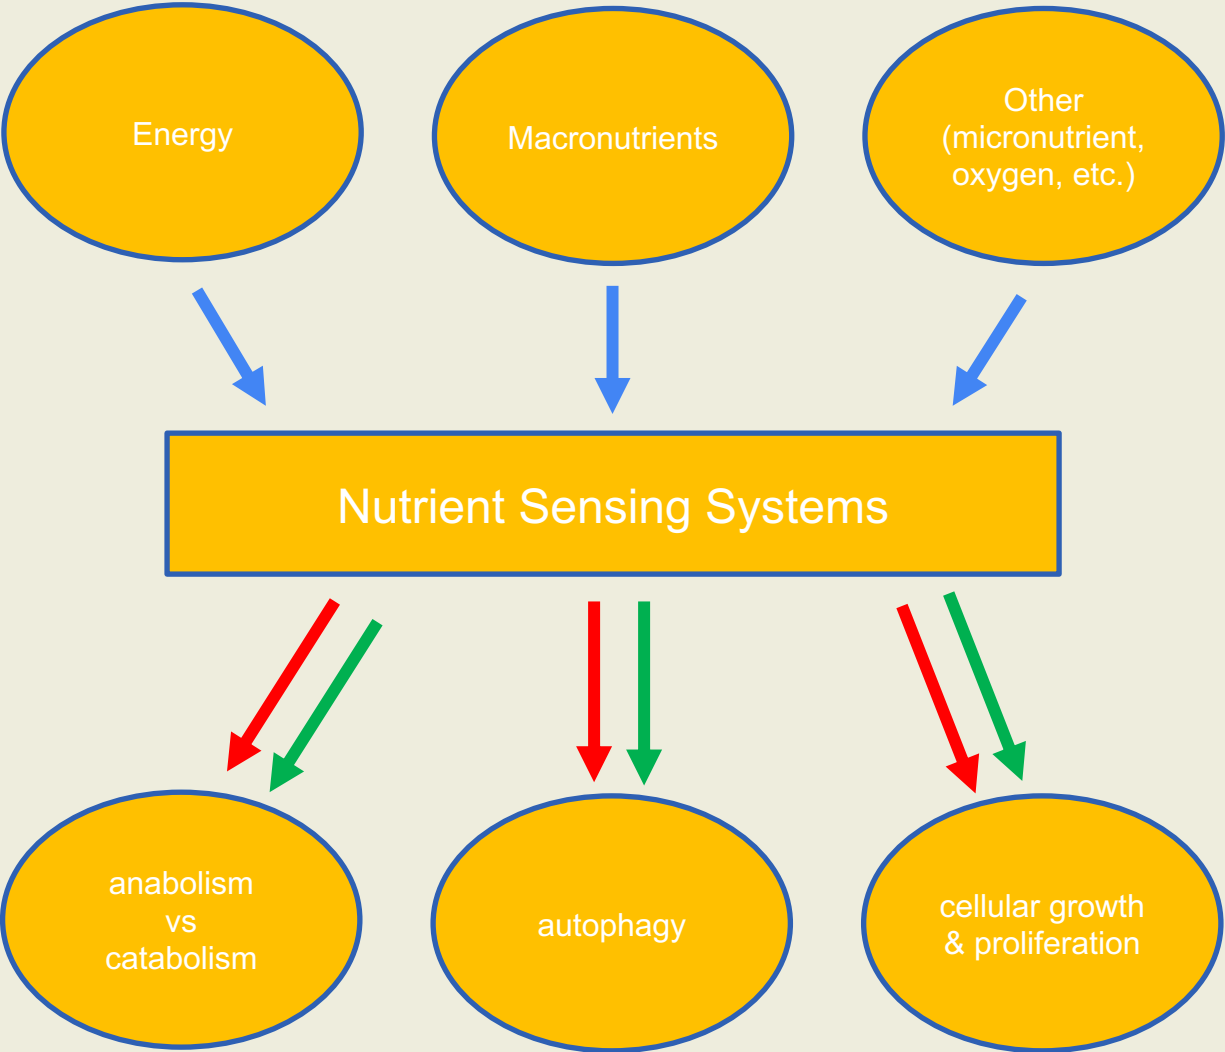 Energy
Macronutrients
Other
(micronutrient,
oxygen, etc.)
Nutrient Sensing Systems
anabolism
vs
catabolism
autophagy
cellular growth
& proliferation